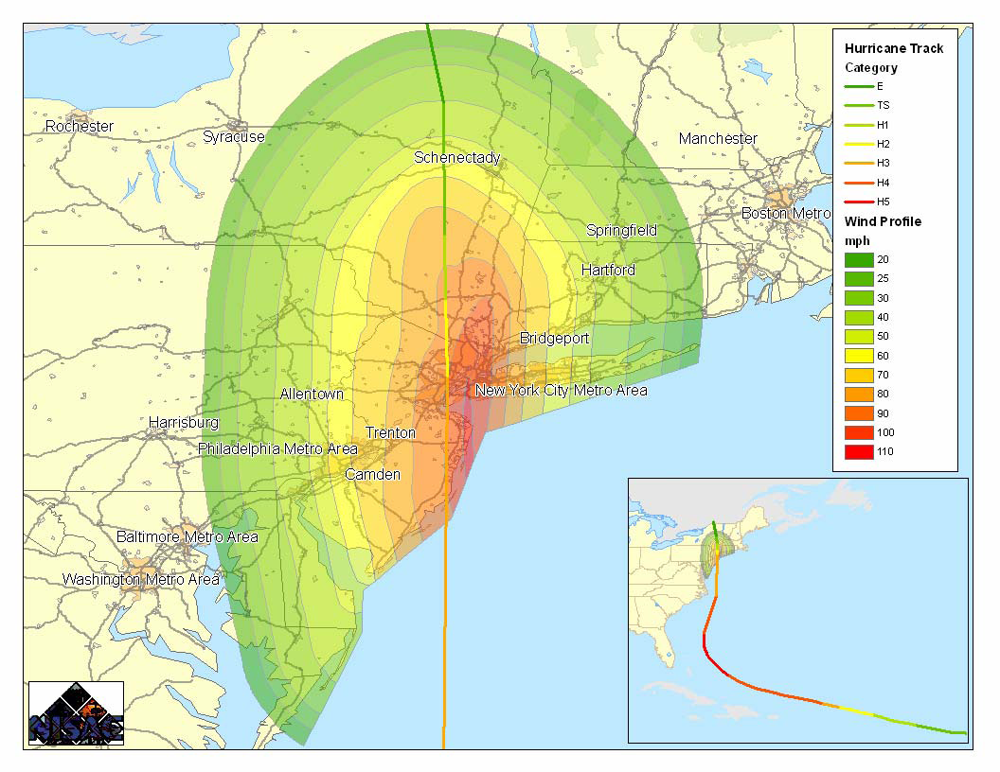 Hurricane Track
Category
E
TS
H1
H2
H3
H4
H5
Wind Profile
mph
20
25
30
40
50
60
70
80
90
100
110
Rochester
Syracuse
Schenectady
Manchester
Boston Metro
Springfield
Hartford
Bridgeport
New York City Metro Area
Allentown
Harrisburg
Trenton
Philadelphia Metro Area
Camden
Baltimore Metro Area
Washington Metro Area
NISAC